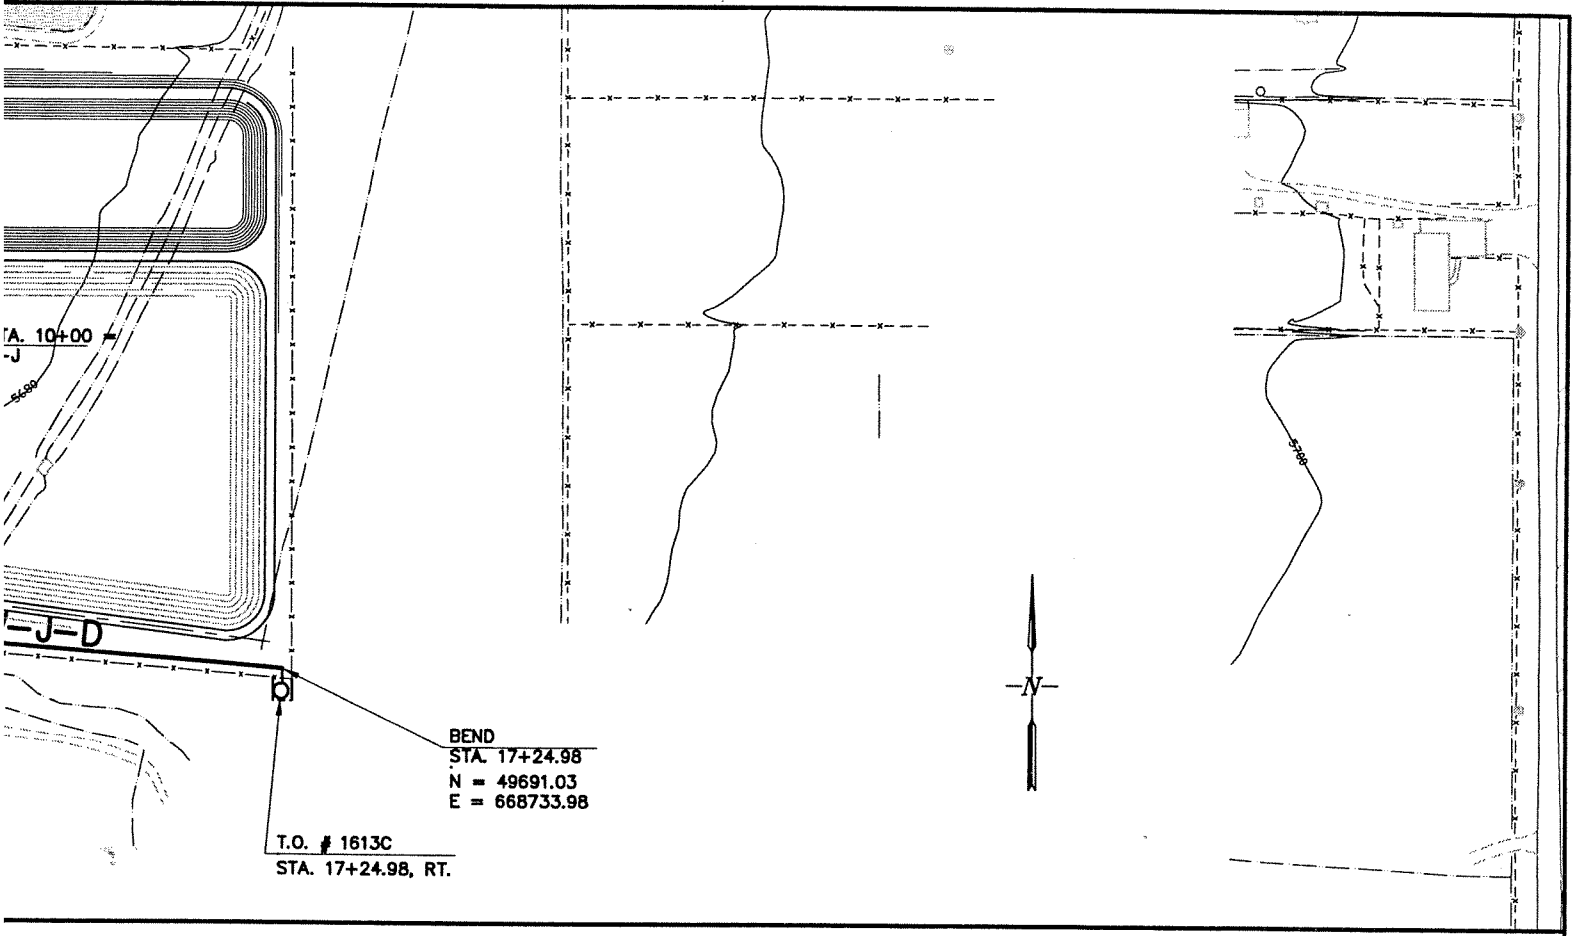 TA. 10+00 =
-J
5680
5700
-J-D
-N-
BEND
STA. 17+24.98
N = 49691.03
E = 668733.98
T.O. # 1613C
STA. 17+24.98, RT.